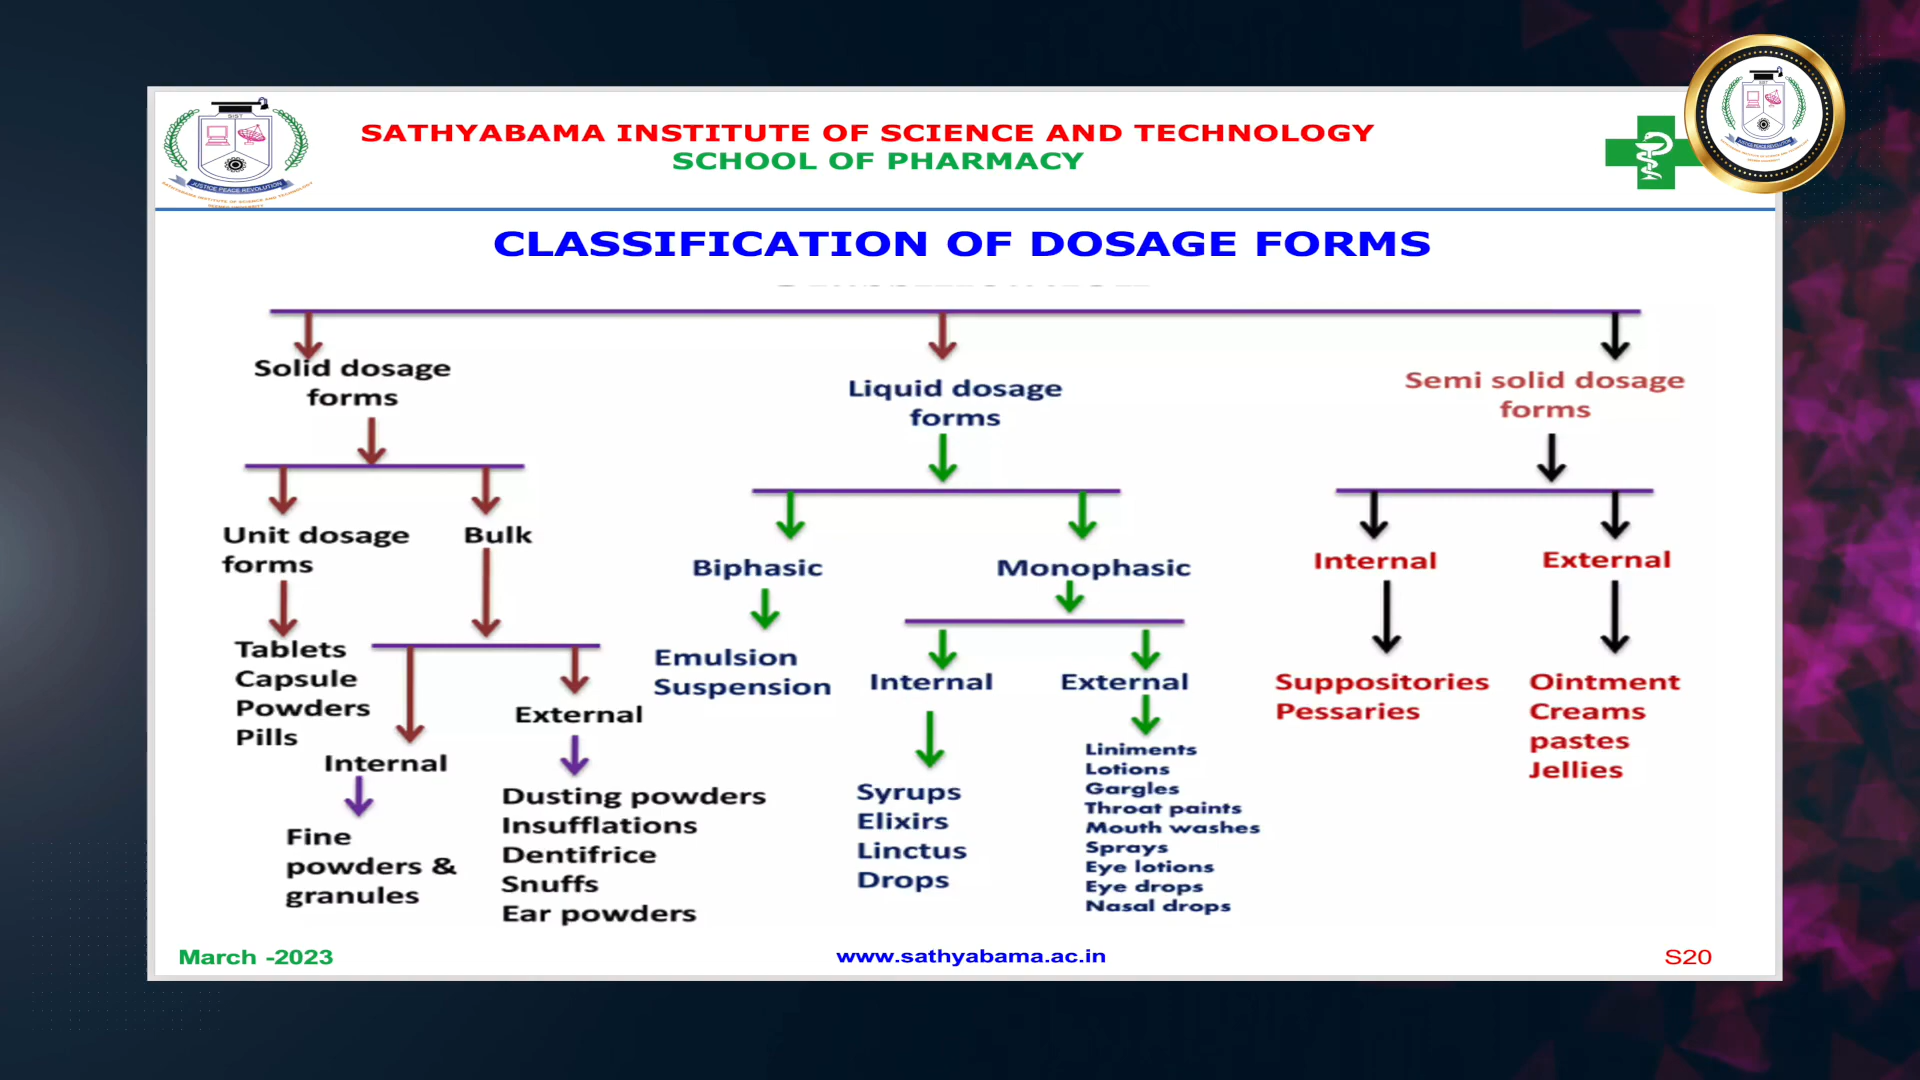 SIST
JUSTICE PEACE REVOLUTION
SATHYABAMA INSTITUTE OF SCIENCE AND TECHNOLOGY
SCHOOL OF PHARMACY
CLASSIFICATION OF DOSAGE FORMS
Solid dosage
forms
Liquid dosage
forms
Semi solid dosage
forms
Unit dosage
forms
Bulk
Biphasic
Monophasic
Internal
External
Tablets
Capsule
Powders
Pills
Internal
External
Fine
powders &
granules
Dusting powders
Insufflations
Dentifrice
Snuffs
Ear powders
Emulsion
Suspension
Internal
External
Syrups
Elixirs
Linctus
Drops
Liniments
Lotions
Gargles
Throat paints
Mouth washes
Sprays
Eye lotions
Eye drops
Nasal drops
Suppositories
Pessaries
Ointment
Creams
pastes
Jellies
March -2023
www.sathyabama.ac.in
S20